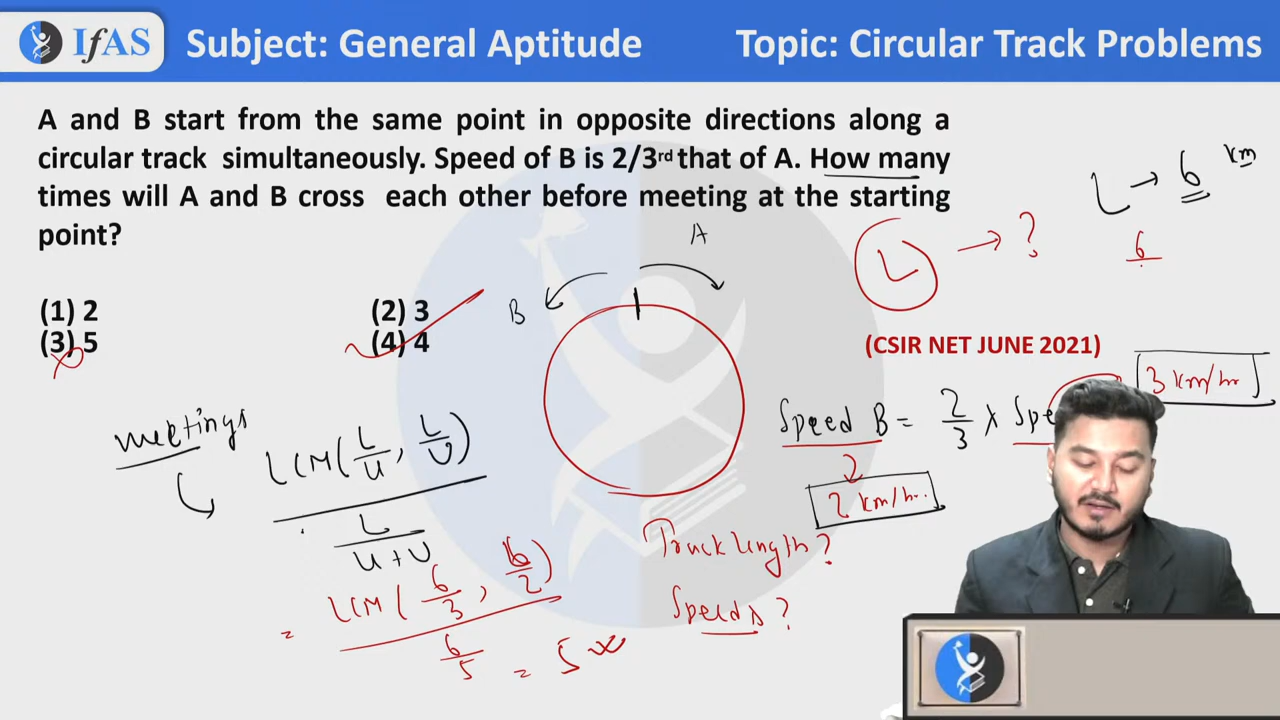 IfAS
Subject: General Aptitude
Topic: Circular Track Problems
A and B start from the same point in opposite directions along a
circular track simultaneously. Speed of B is 2/3rd that of A. How many
times will A and B cross each other before meeting at the starting
point?
(1) 2
(2) 3
(3) 5
(4) 4
(CSIR NET JUNE 2021)
L → 6 km
6
L → ?
A
B
3 km/hr
Speed B = 2/3 × Spe
2 km/hr
meetings
LCM(L/u, L/v)
L/u+v
= LCM(6/3, 6/2)
6/5
= 5
Track length?
Speeds?